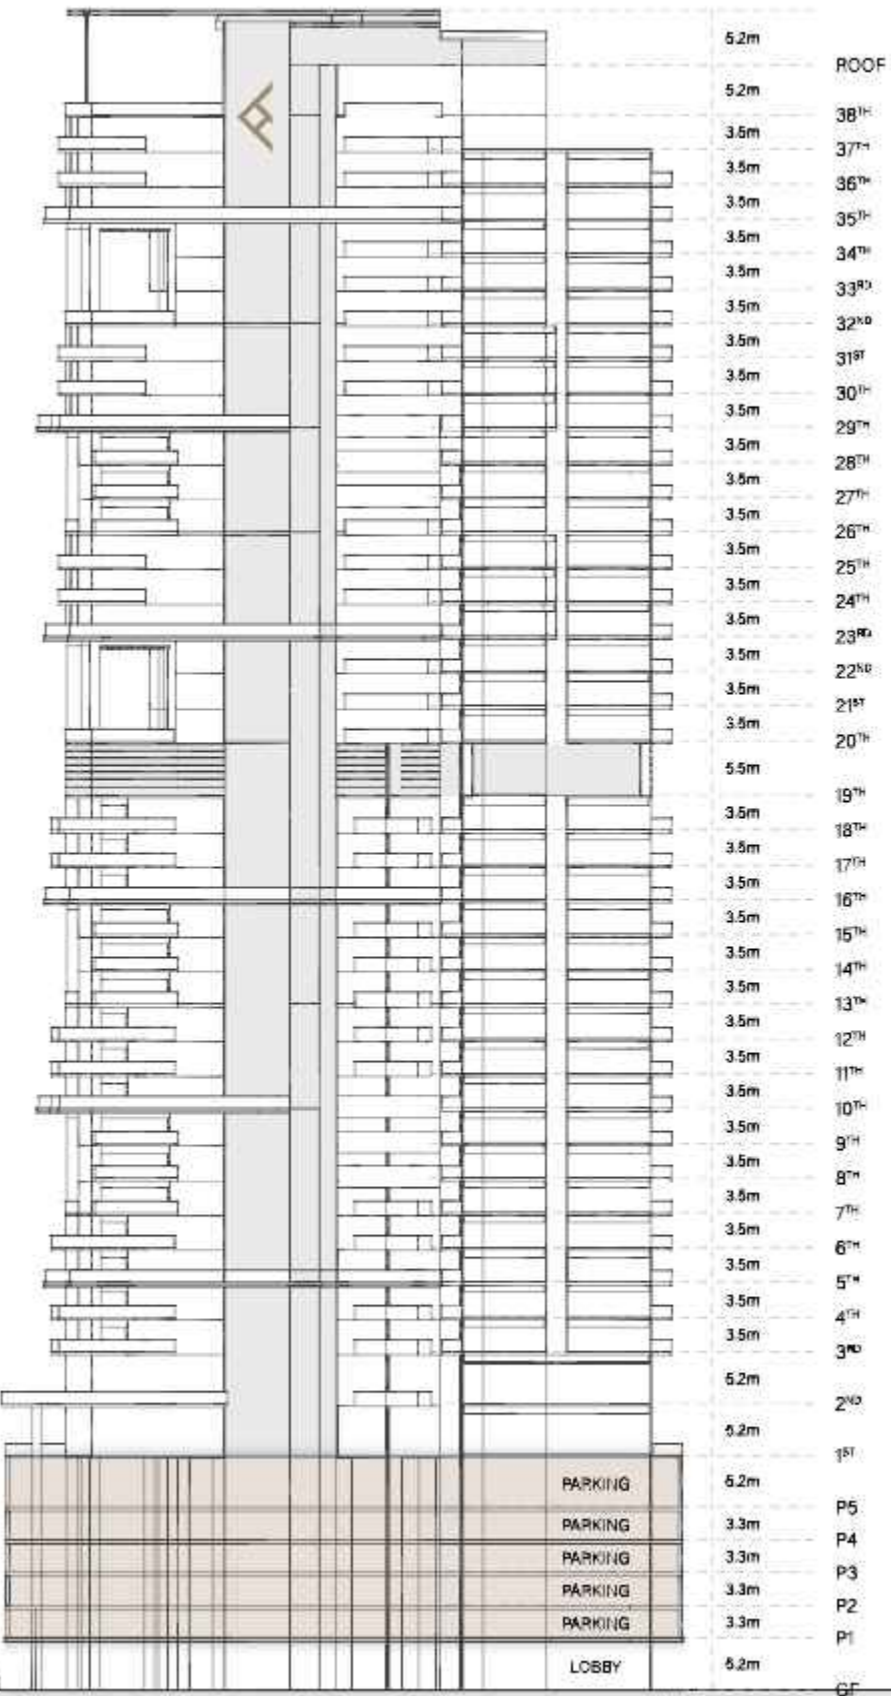 5.2m
ROOF
5.2m
38TH
3.5m
37TH
3.5m
36TH
3.5m
35TH
3.5m
34TH
3.5m
33RD
3.5m
32ND
3.5m
31ST
3.5m
30TH
3.5m
29TH
3.5m
28TH
3.5m
27TH
3.5m
26TH
3.5m
25TH
3.5m
24TH
3.5m
23RD
3.5m
22ND
3.5m
21ST
3.5m
20TH
5.5m
19TH
3.5m
18TH
3.5m
17TH
3.5m
16TH
3.5m
15TH
3.5m
14TH
3.5m
13TH
3.5m
12TH
3.5m
11TH
3.5m
10TH
3.5m
9TH
3.5m
8TH
3.5m
7TH
3.5m
6TH
3.5m
5TH
3.5m
4TH
3.5m
3RD
5.2m
2ND
5.2m
1ST
PARKING 5.2m
P5
PARKING 3.3m
P4
PARKING 3.3m
P3
PARKING 3.3m
P2
PARKING 3.3m
P1
LOBBY 5.2m
GF